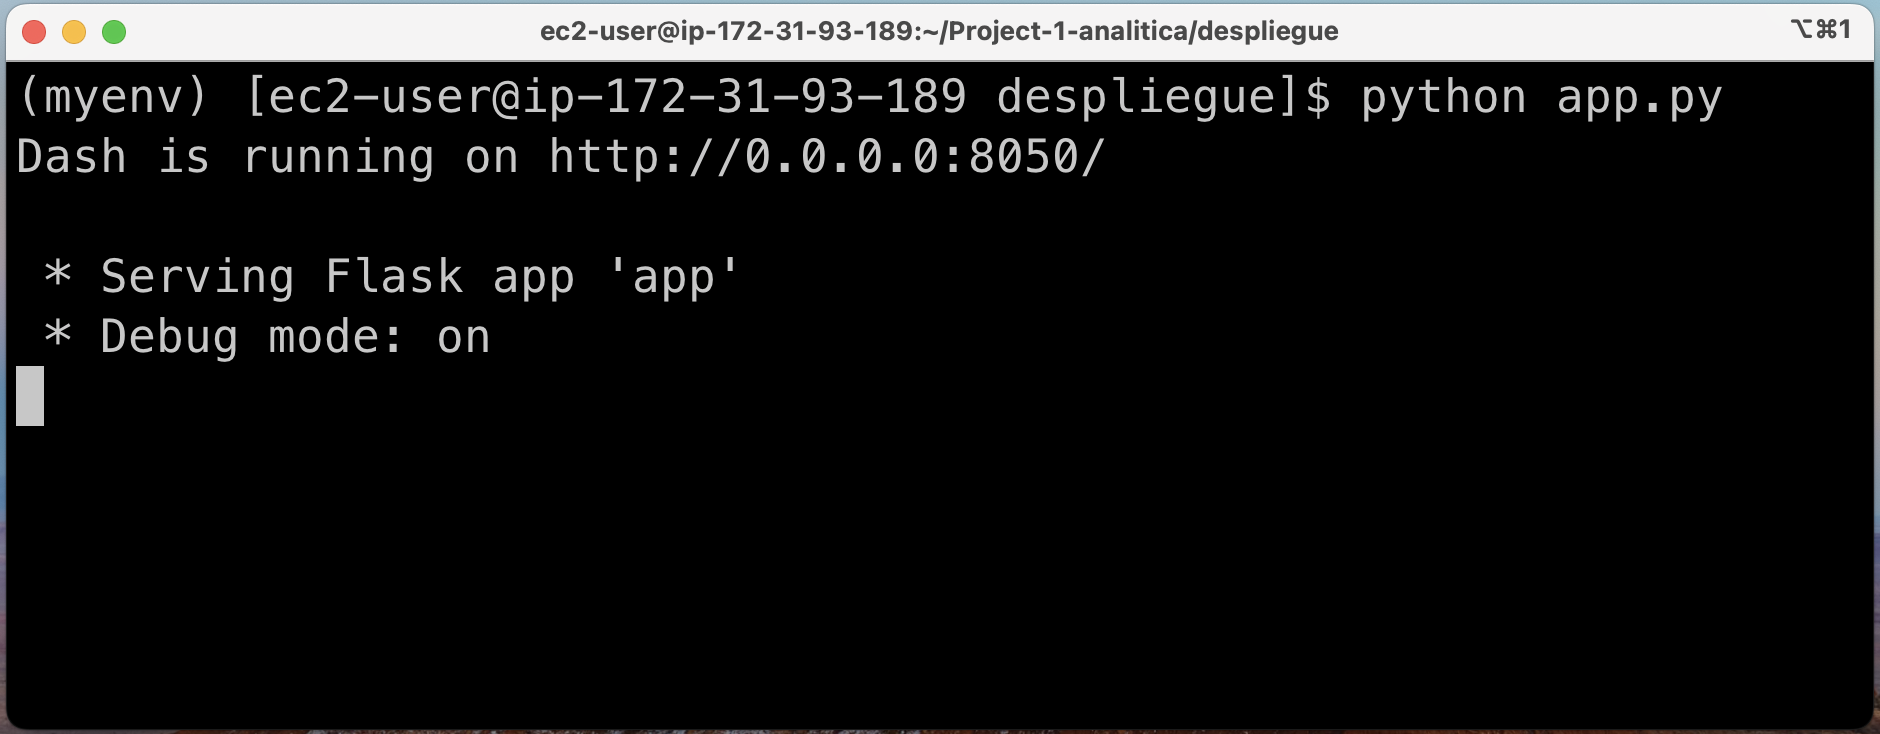 ec2-user@ip-172-31-93-189:~/Project-1-analitica/despliegue
⌥⌘1
(myenv) [ec2-user@ip-172-31-93-189 despliegue]$ python app.py
Dash is running on http://0.0.0.0:8050/
* Serving Flask app 'app'
* Debug mode: on